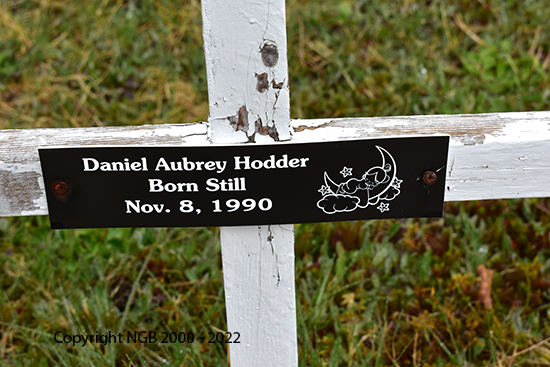 Daniel Aubrey Hodder
Born Still
Nov. 8, 1990
Copyright NGB 2000 - 2022